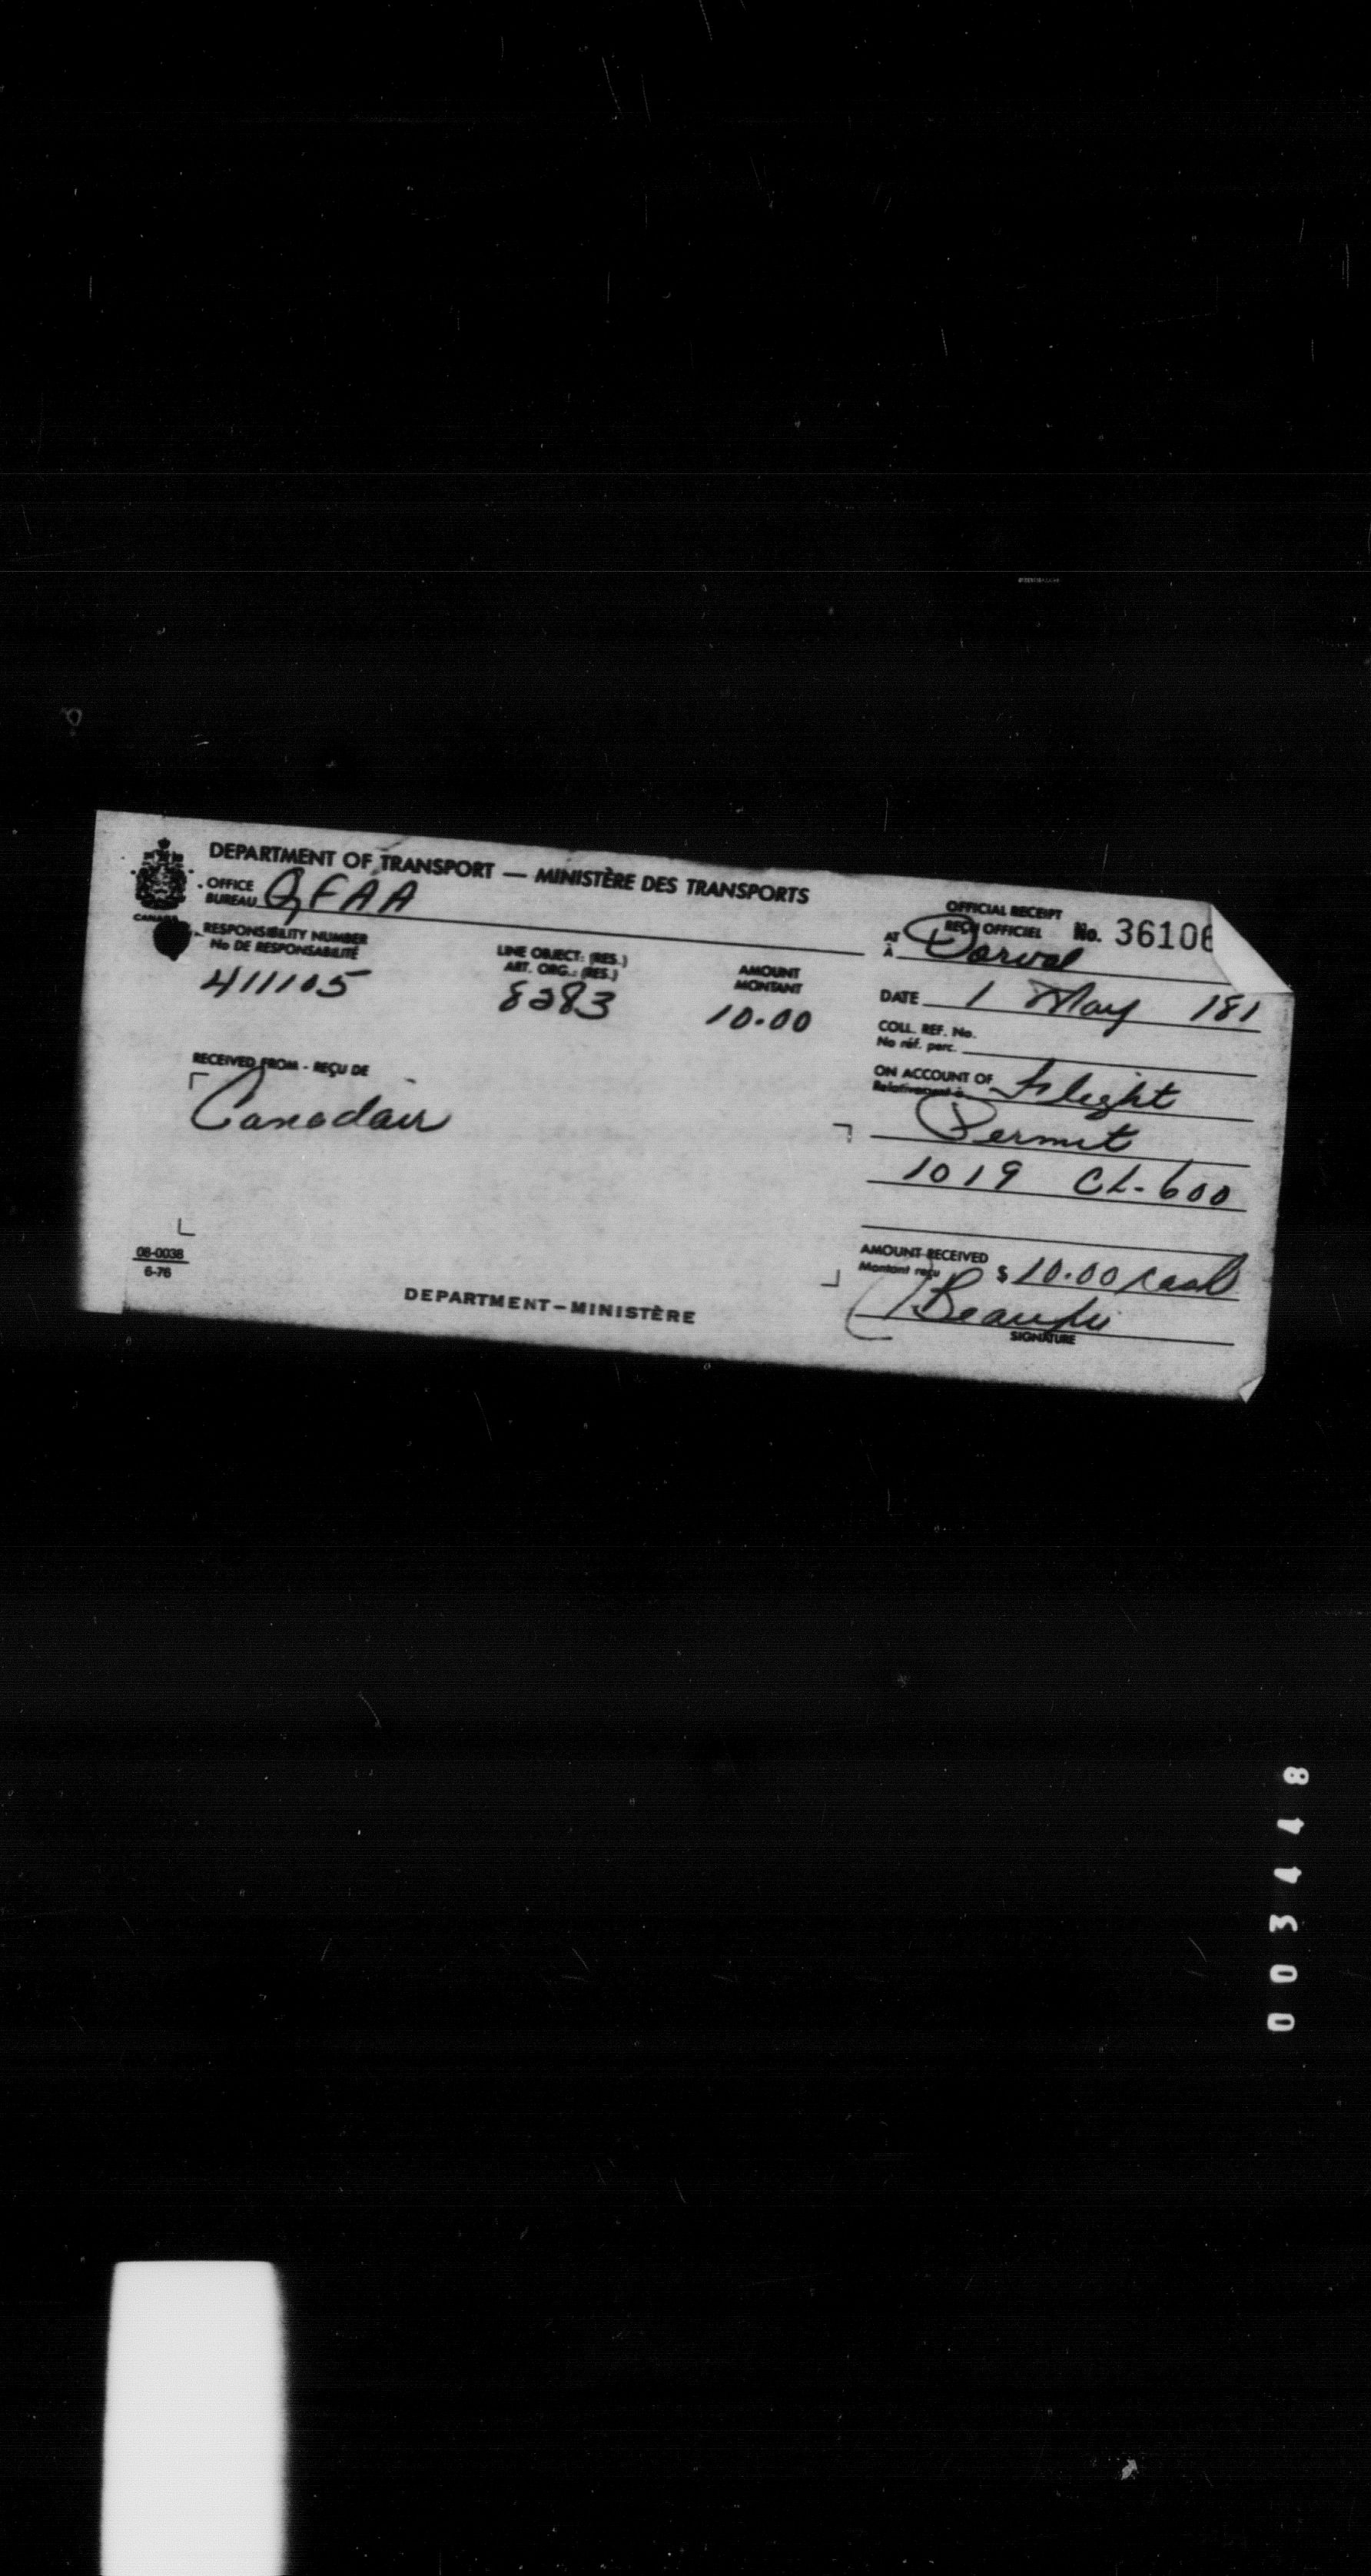 DEPARTMENT OF TRANSPORT — MINISTÈRE DES TRANSPORTS
OFFICE
BUREAU QFAA
CANADA
RESPONSIBILITY NUMBER
No DE RESPONSABILITÉ
411105
LINE OBJECT: (RES.)
ART. ORG.: (RES.)
8283
AMOUNT
MONTANT
10.00
RECEIVED FROM - REÇU DE
Canadair
08-0038
6-76
DEPARTMENT–MINISTÈRE
OFFICIAL RECEIPT
REÇU OFFICIEL No. 36106
AT
À Dorval
DATE 1 May 181
COLL. REF. No.
No réf. perc.
ON ACCOUNT OF Flight
Relativement à
Permit
1019 CL-600
AMOUNT RECEIVED
Montant reçu $ 10.00 cash
SIGNATURE
003448